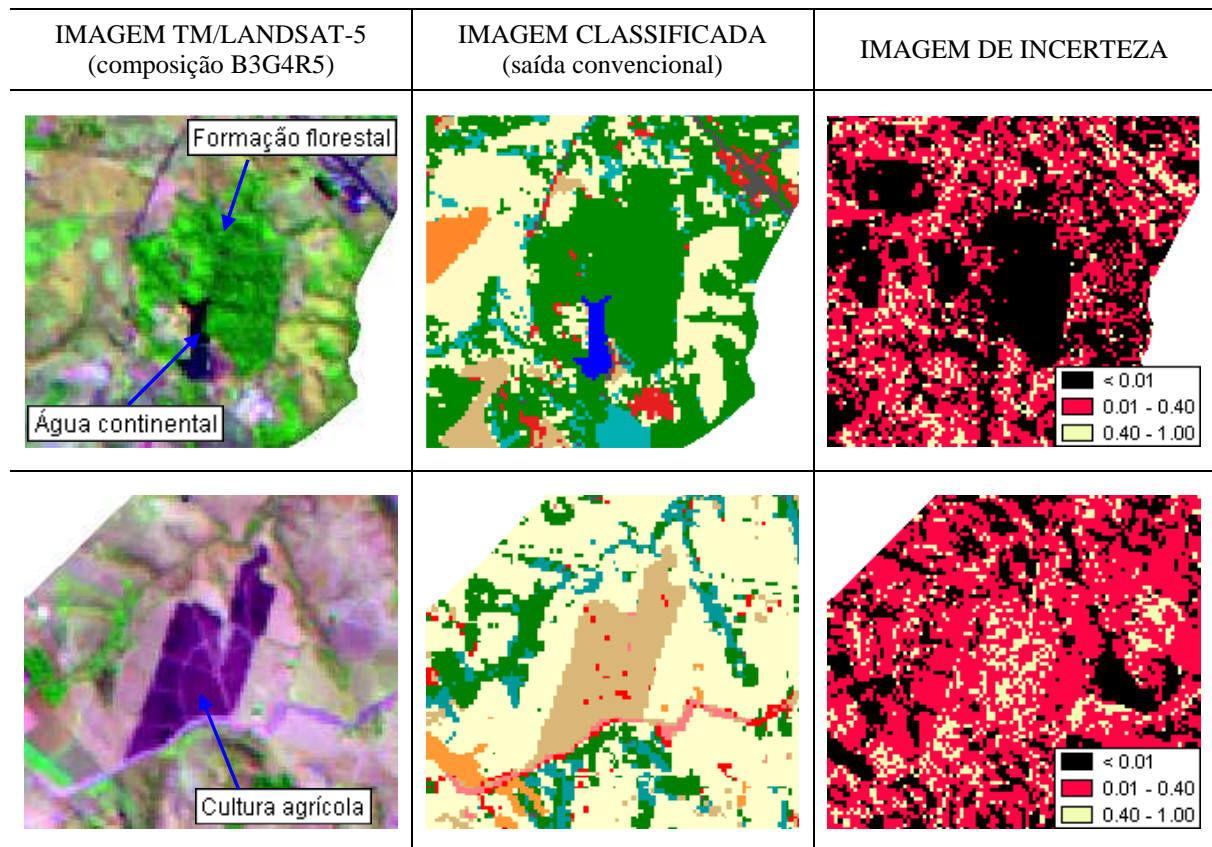 IMAGEM TM/LANDSAT-5
(composição B3G4R5)
IMAGEM CLASSIFICADA
(saída convencional)
IMAGEM DE INCERTEZA
Formação florestal
Água continental
< 0.01
0.01 - 0.40
0.40 - 1.00
Cultura agrícola
< 0.01
0.01 - 0.40
0.40 - 1.00